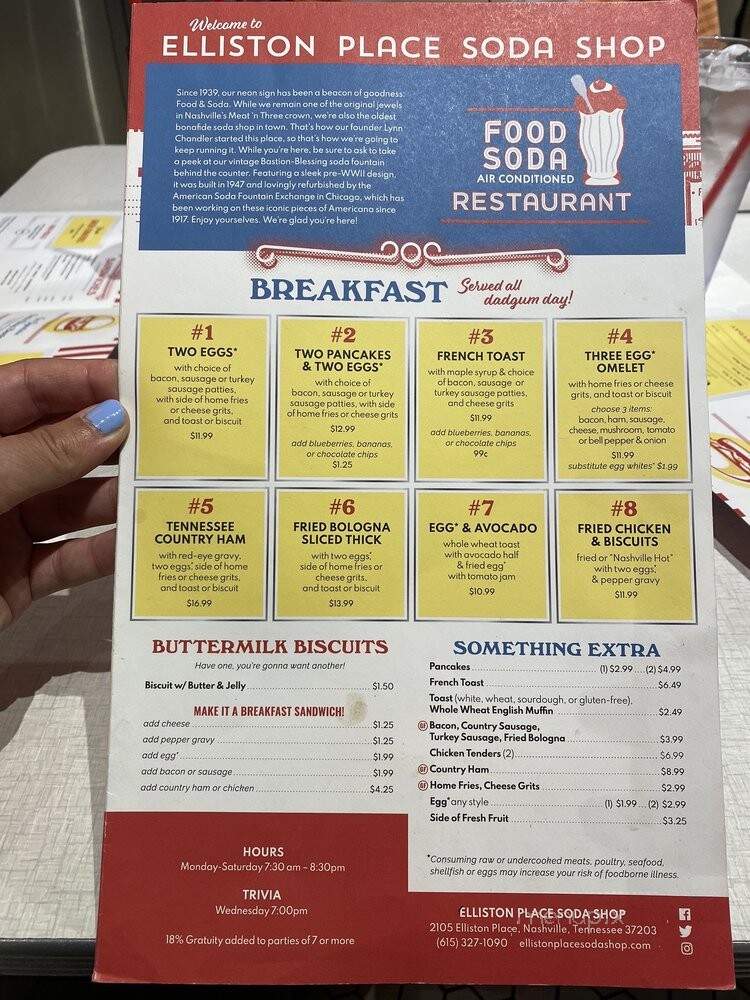 Welcome to
ELLISTON PLACE SODA SHOP
Since 1939, our neon sign has been a beacon of goodness:
Food & Soda. While we remain one of the original jewels
in Nashville's Meat 'n Three crown, we're also the oldest
bonafide soda shop in town. That's how our founder Lynn
Chandler started this place, so that's how we're going to
keep running it. While you're here, be sure to ask to take
a peek at our vintage Bastion-Blessing soda fountain
behind the counter. Featuring a sleek pre-WWII design,
it was built in 1947 and lovingly refurbished by the
American Soda Fountain Exchange in Chicago, which has
been working on these iconic pieces of Americana since
1917. Enjoy yourselves. We're glad you're here!
FOOD
SODA
AIR CONDITIONED
RESTAURANT
BREAKFAST Served all
dadgum day!
#1
TWO EGGS*
with choice of
bacon, sausage or turkey
sausage patties,
with side of home fries
or cheese grits,
and toast or biscuit
$11.99
#2
TWO PANCAKES
& TWO EGGS*
with choice of
bacon, sausage or turkey
sausage patties, with side
of home fries or cheese grits
$12.99
add blueberries, bananas,
or chocolate chips
$1.25
#3
FRENCH TOAST
with maple syrup & choice
of bacon, sausage or
turkey sausage patties,
and cheese grits
$11.99
add blueberries, bananas,
or chocolate chips
99¢
#4
THREE EGG*
OMELET
with home fries or cheese
grits, and toast or biscuit
choose 3 items:
bacon, ham, sausage,
cheese, mushroom, tomato
or bell pepper & onion
$11.99
substitute egg whites* $1.99
#5
TENNESSEE
COUNTRY HAM
with red-eye gravy,
two eggs*, side of home
fries or cheese grits,
and toast or biscuit
$16.99
#6
FRIED BOLOGNA
SLICED THICK
with two eggs*,
side of home fries or
cheese grits,
and toast or biscuit
$13.99
#7
EGG* & AVOCADO
whole wheat toast
with avocado half
& fried egg*
with tomato jam
$10.99
#8
FRIED CHICKEN
& BISCUITS
fried or "Nashville Hot"
with two eggs*,
& pepper gravy
$11.99
BUTTERMILK BISCUITS
Have one, you're gonna want another!
Biscuit w/ Butter & Jelly $1.50
MAKE IT A BREAKFAST SANDWICH!
add cheese $1.25
add pepper gravy $1.25
add egg* $1.99
add bacon or sausage $1.99
add country ham or chicken $4.25
SOMETHING EXTRA
Pancakes (1) $2.99 (2) $4.99
French Toast $6.49
Toast (white, wheat, sourdough, or gluten-free),
Whole Wheat English Muffin $2.49
GF Bacon, Country Sausage,
Turkey Sausage, Fried Bologna $3.99
Chicken Tenders (2) $6.99
GF Country Ham $8.99
GF Home Fries, Cheese Grits $2.99
Egg* any style (1) $1.99 (2) $2.99
Side of Fresh Fruit $3.25
*Consuming raw or undercooked meats, poultry, seafood,
shellfish or eggs may increase your risk of foodborne illness.
HOURS
Monday-Saturday 7:30 am – 8:30pm
TRIVIA
Wednesday 7:00pm
18% Gratuity added to parties of 7 or more
ELLISTON PLACE SODA SHOP
2105 Elliston Place, Nashville, Tennessee 37203
(615) 327-1090 ellistonplacesodashop.com
menupix